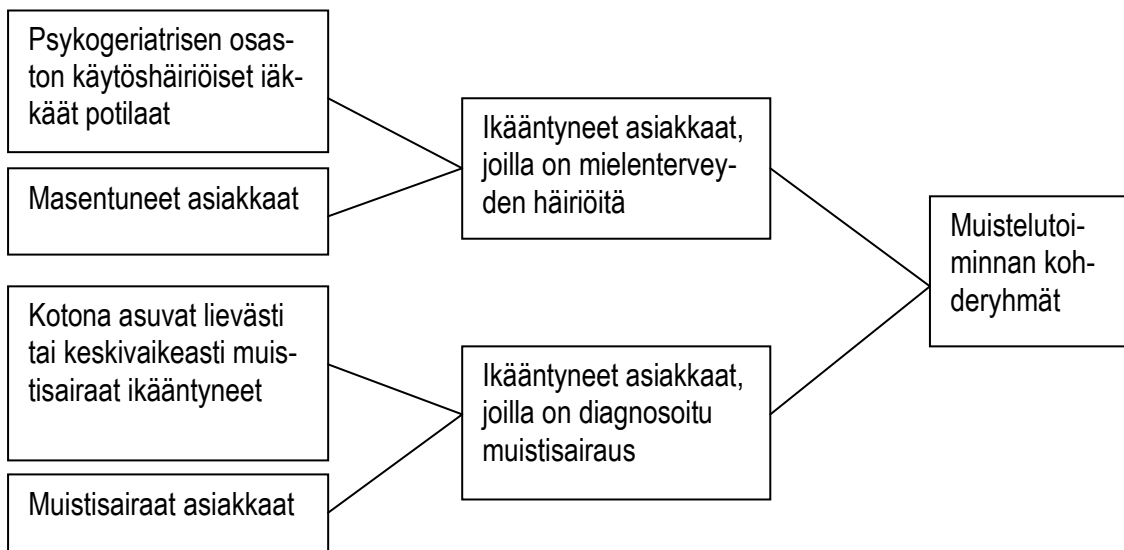 Psykogeriatrisen osas-
ton käytöshäiriöiset iäk-
käät potilaat
Masentuneet asiakkaat
Kotona asuvat lievästi
tai keskivaikeasti muis-
tisairaat ikääntyneet
Muistisairaat asiakkaat
Ikääntyneet asiakkaat,
joilla on mielentervey-
den häiriöitä
Ikääntyneet asiakkaat,
joilla on diagnosoitu
muistisairaus
Muistelutoi-
minnan koh-
deryhmät